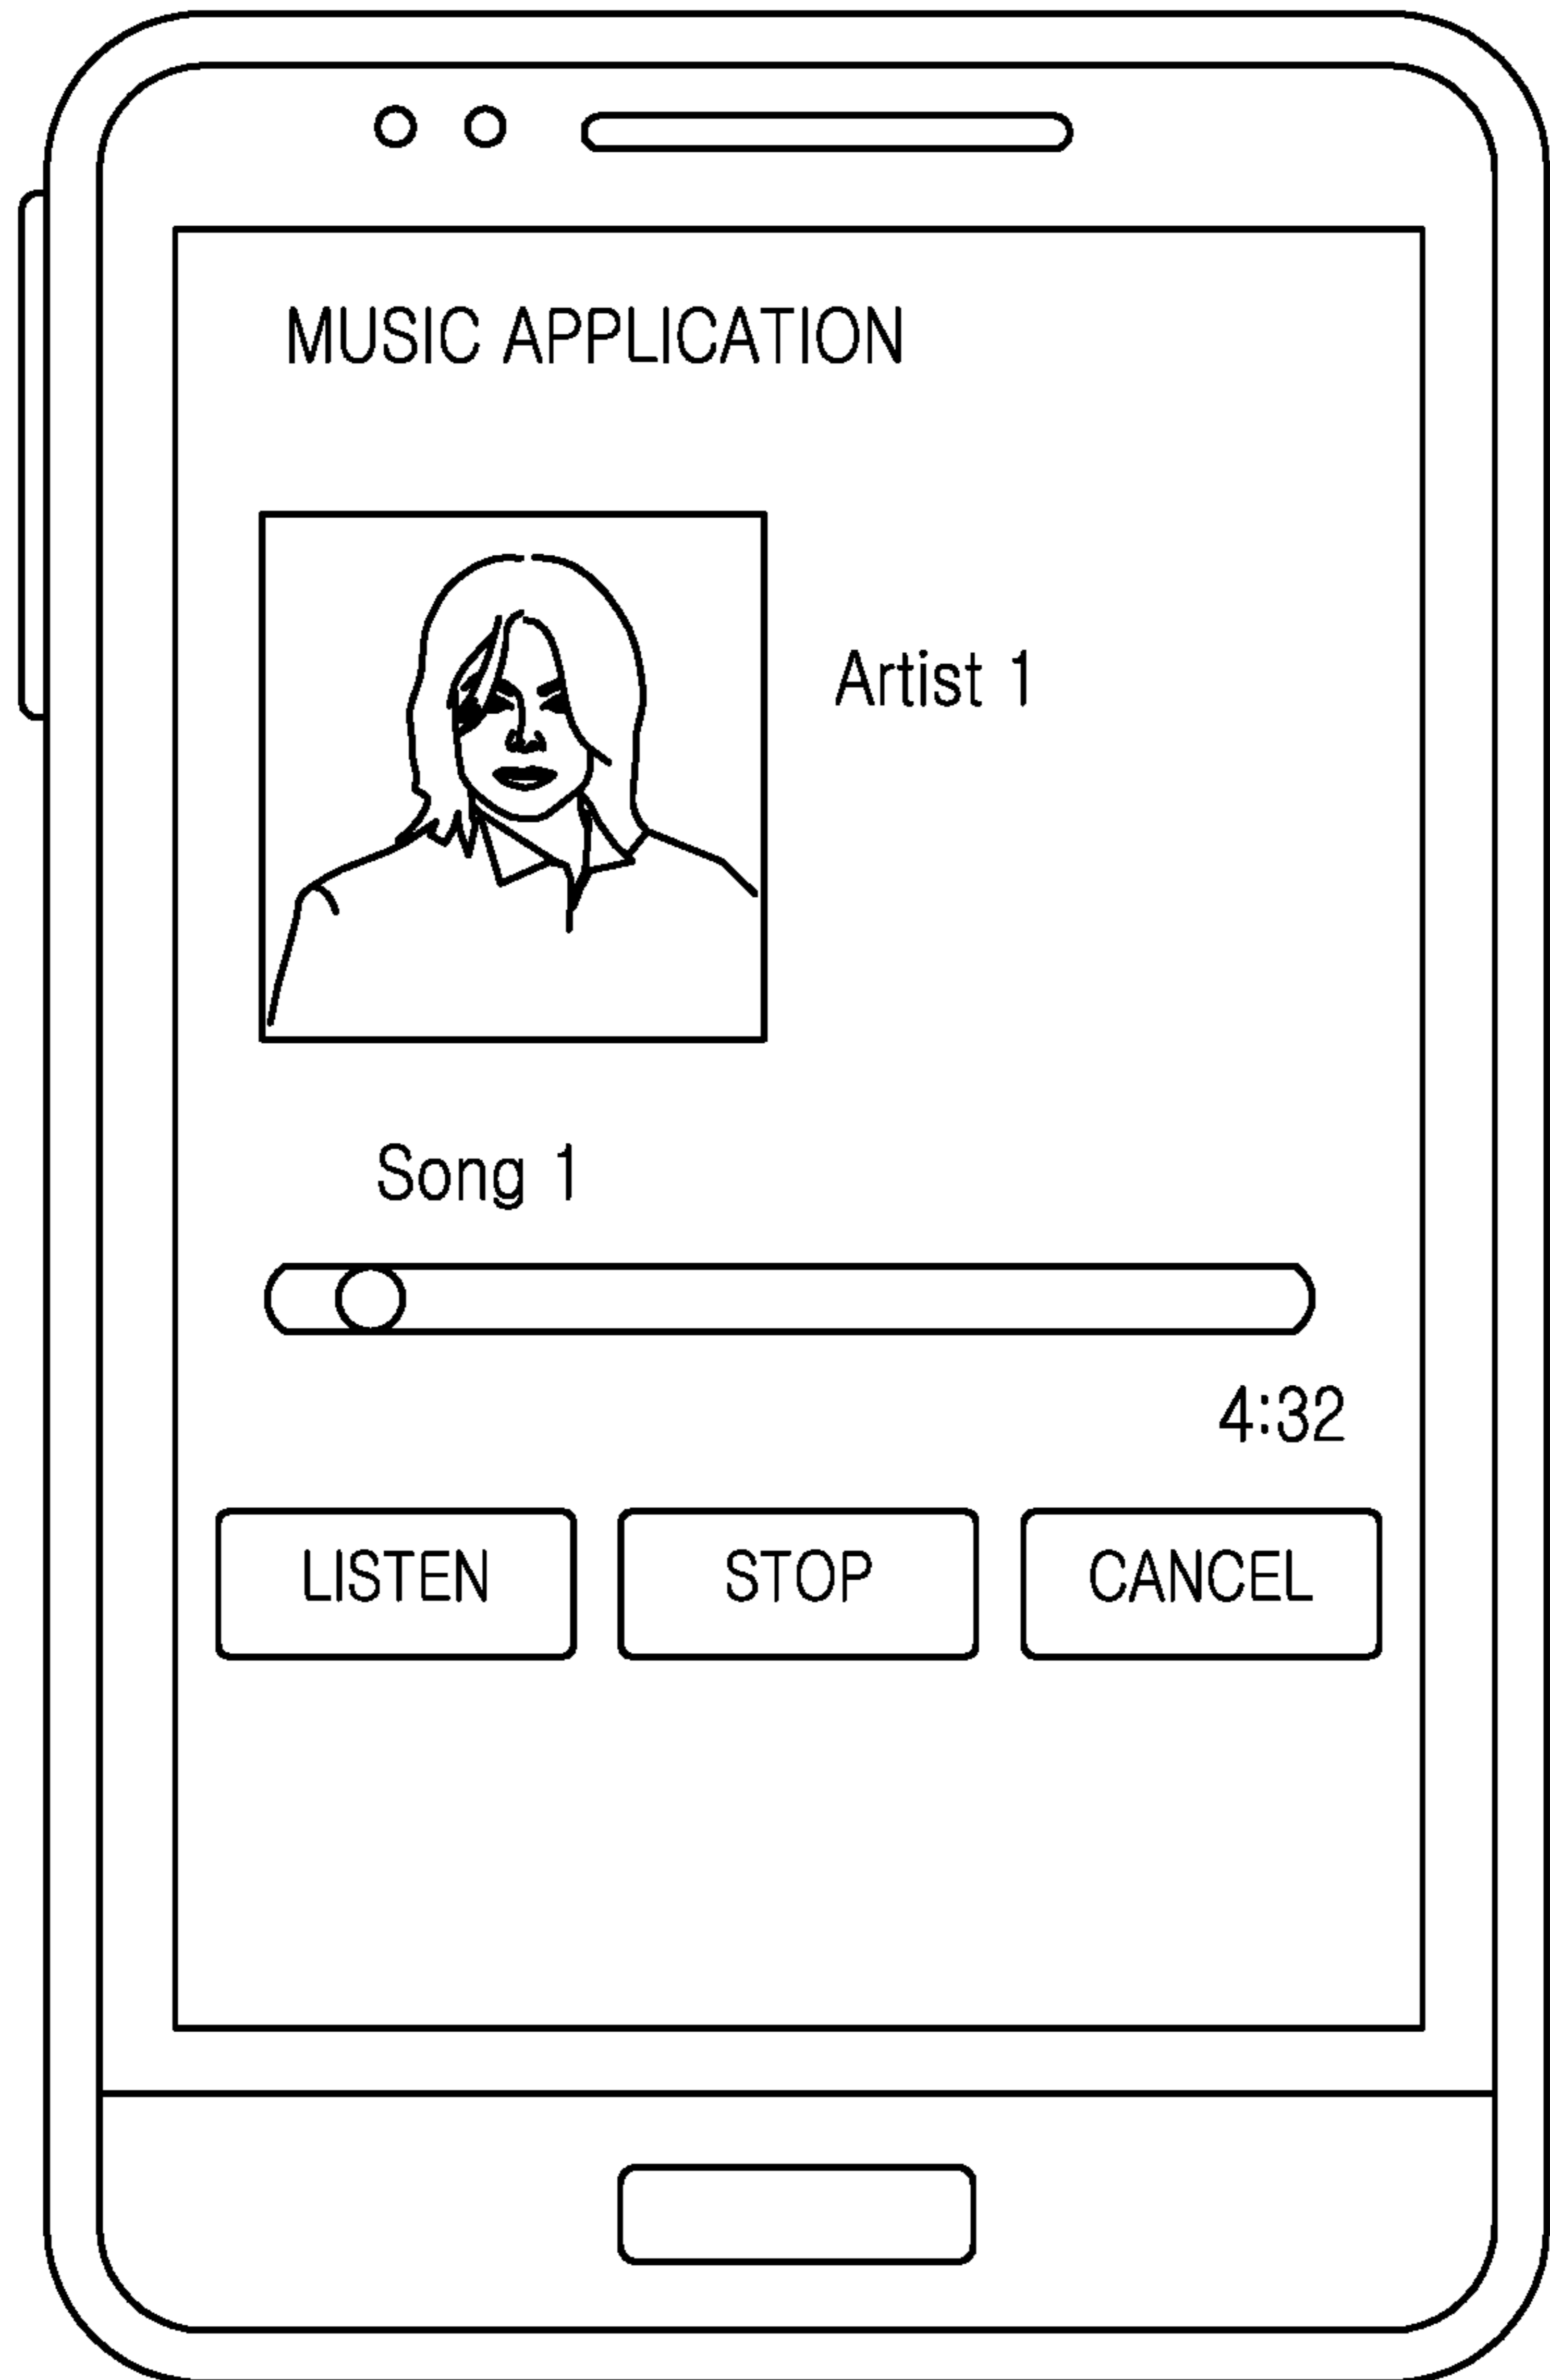 MUSIC APPLICATION
Artist 1
Song 1
4:32
LISTEN STOP CANCEL